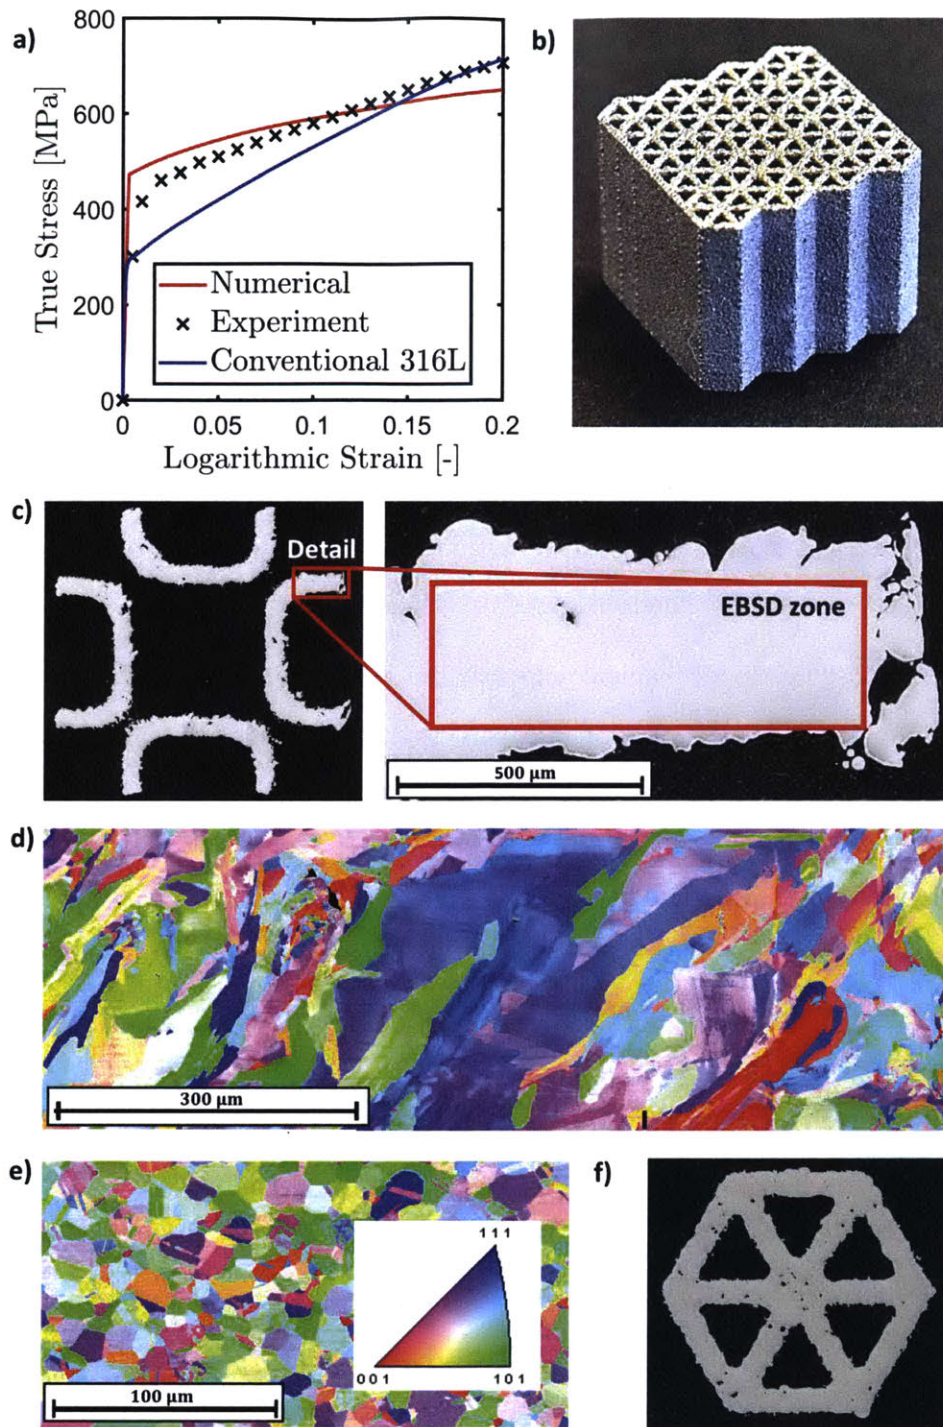 a)
800
600
400
200
0
True Stress [MPa]
Numerical
Experiment
Conventional 316L
0
0.05
0.1
0.15
0.2
Logarithmic Strain [-]
b)
c)
Detail
EBSD zone
500 µm
d)
300 µm
e)
111
001
101
100 µm
f)